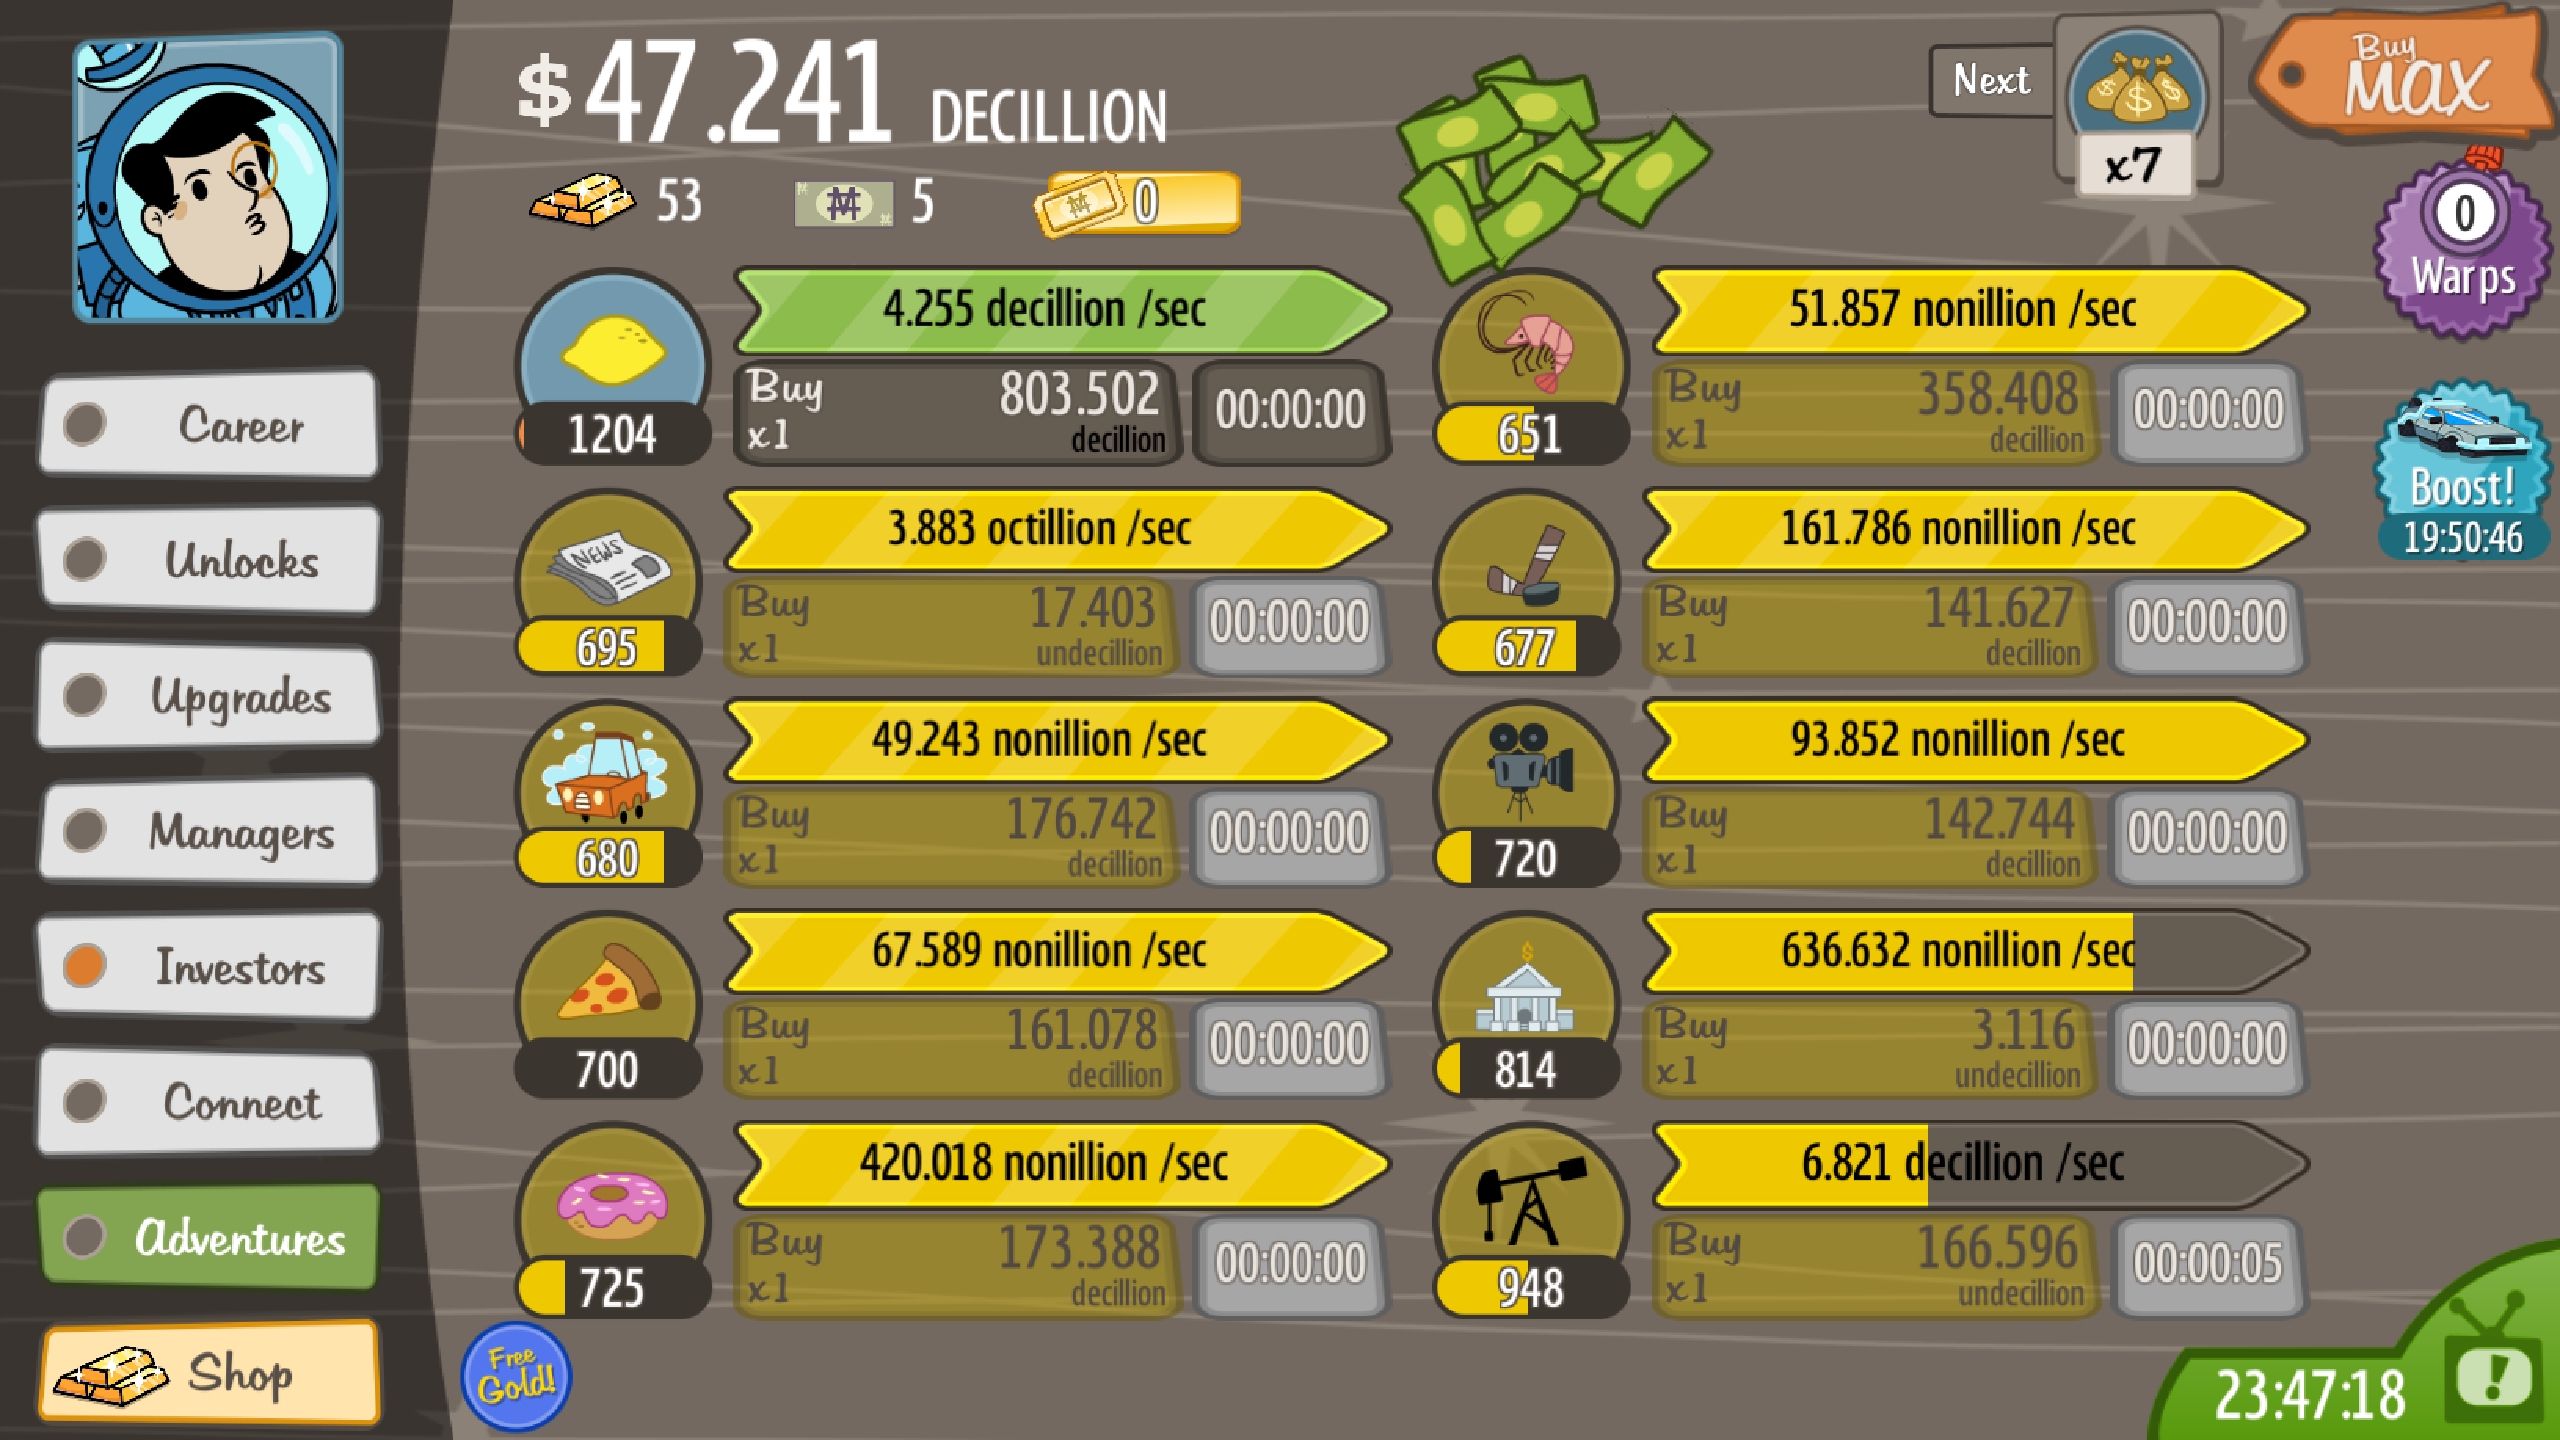 $47.241 DECILLION
53
5
0
Next
x7
Buy
MAX
0
Warps
Boost!
19:50:46
Career
Unlocks
Upgrades
Managers
Investors
Connect
Adventures
Shop
4.255 decillion /sec
1204
Buy
x1
803.502
decillion
00:00:00
NEWS
3.883 octillion /sec
695
Buy
x1
17.403
undecillion
00:00:00
49.243 nonillion /sec
680
Buy
x1
176.742
decillion
00:00:00
67.589 nonillion /sec
700
Buy
x1
161.078
decillion
00:00:00
420.018 nonillion /sec
725
Buy
x1
173.388
decillion
00:00:00
51.857 nonillion /sec
651
Buy
x1
358.408
decillion
00:00:00
161.786 nonillion /sec
677
Buy
x1
141.627
decillion
00:00:00
93.852 nonillion /sec
720
Buy
x1
142.744
decillion
00:00:00
636.632 nonillion /sec
814
Buy
x1
3.116
undecillion
00:00:00
6.821 decillion /sec
948
Buy
x1
166.596
undecillion
00:00:05
Free
Gold!
23:47:18